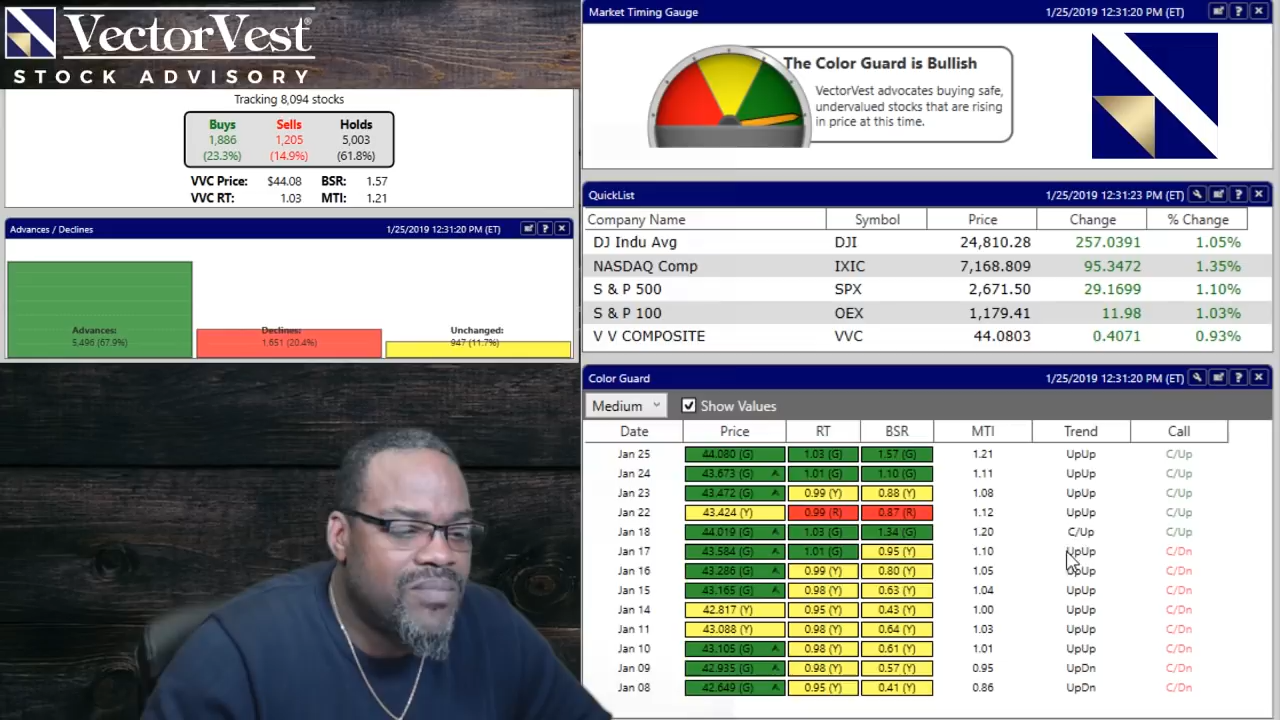 VectorVest®
STOCK ADVISORY
Tracking 8,094 stocks
Buys Sells Holds
1,886 1,205 5,003
(23.3%) (14.9%) (61.8%)
VVC Price: $44.08 BSR: 1.57
VVC RT: 1.03 MTI: 1.21
Advances / Declines 1/25/2019 12:31:20 PM (ET)
Advances: Declines: Unchanged:
5,496 (67.9%) 1,651 (20.4%) 947 (11.7%)
Market Timing Gauge 1/25/2019 12:31:20 PM (ET)
The Color Guard is Bullish
VectorVest advocates buying safe,
undervalued stocks that are rising
in price at this time.
QuickList 1/25/2019 12:31:23 PM (ET)
Company Name Symbol Price Change % Change
DJ Indu Avg DJI 24,810.28 257.0391 1.05%
NASDAQ Comp IXIC 7,168.809 95.3472 1.35%
S & P 500 SPX 2,671.50 29.1699 1.10%
S & P 100 OEX 1,179.41 11.98 1.03%
V V COMPOSITE VVC 44.0803 0.4071 0.93%
Color Guard 1/25/2019 12:31:20 PM (ET)
Medium Show Values
Date Price RT BSR MTI Trend Call
Jan 25 44.080 (G) 1.03 (G) 1.57 (G) 1.21 UpUp C/Up
Jan 24 43.673 (G) 1.01 (G) 1.10 (G) 1.11 UpUp C/Up
Jan 23 43.472 (G) 0.99 (Y) 0.88 (Y) 1.08 UpUp C/Up
Jan 22 43.424 (Y) 0.99 (R) 0.87 (R) 1.12 UpUp C/Up
Jan 18 44.019 (G) 1.03 (G) 1.34 (G) 1.20 C/Up C/Up
Jan 17 43.584 (G) 1.01 (G) 0.95 (Y) 1.10 UpUp C/Dn
Jan 16 43.286 (G) 0.99 (Y) 0.80 (Y) 1.05 UpUp C/Dn
Jan 15 43.165 (G) 0.98 (Y) 0.63 (Y) 1.04 UpUp C/Dn
Jan 14 42.817 (Y) 0.95 (Y) 0.43 (Y) 1.00 UpUp C/Dn
Jan 11 43.088 (Y) 0.98 (Y) 0.64 (Y) 1.03 UpUp C/Dn
Jan 10 43.105 (G) 0.98 (Y) 0.61 (Y) 1.01 UpUp C/Dn
Jan 09 42.935 (G) 0.98 (Y) 0.57 (Y) 0.95 UpDn C/Dn
Jan 08 42.649 (G) 0.95 (Y) 0.41 (Y) 0.86 UpDn C/Dn